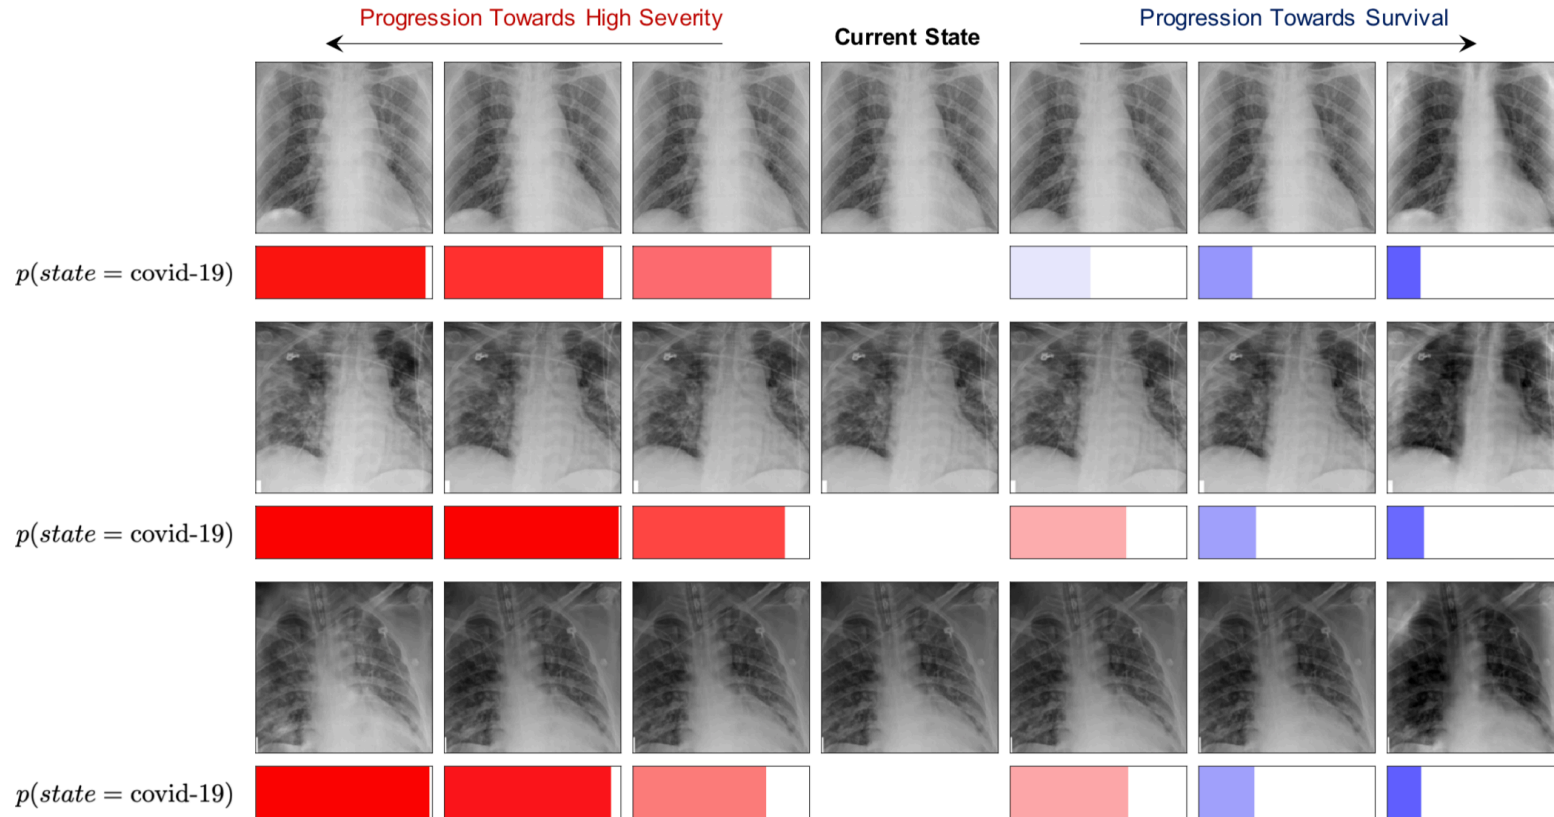 Progression Towards High Severity
Current State
Progression Towards Survival
p(state = covid-19)
p(state = covid-19)
p(state = covid-19)